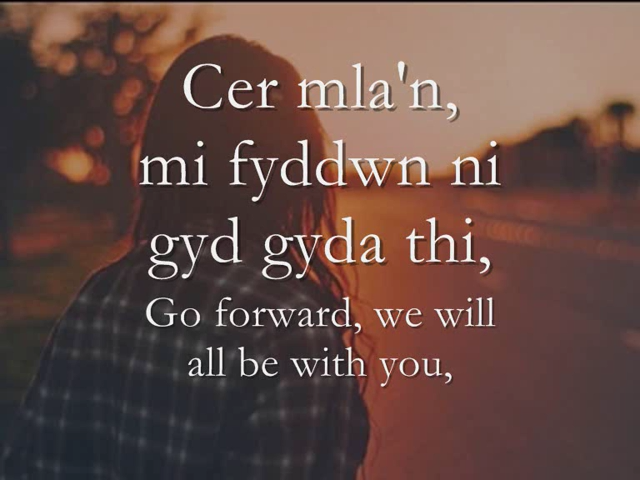 Cer mla'n,
mi fyddwn ni
gyd gyda thi,
Go forward, we will
all be with you,